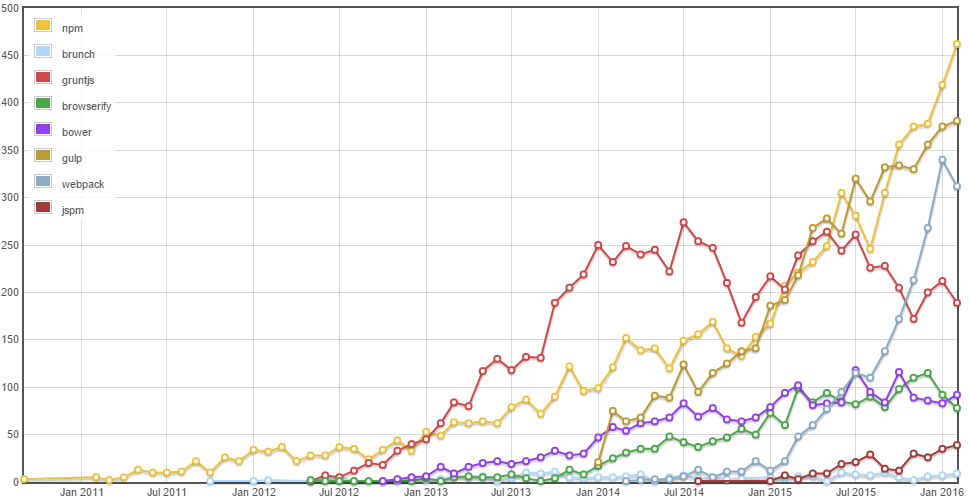 500
450
400
350
300
250
200
150
100
50
0
npm
brunch
gruntjs
browserify
bower
gulp
webpack
jspm
Jan 2011
Jul 2011
Jan 2012
Jul 2012
Jan 2013
Jul 2013
Jan 2014
Jul 2014
Jan 2015
Jul 2015
Jan 2016